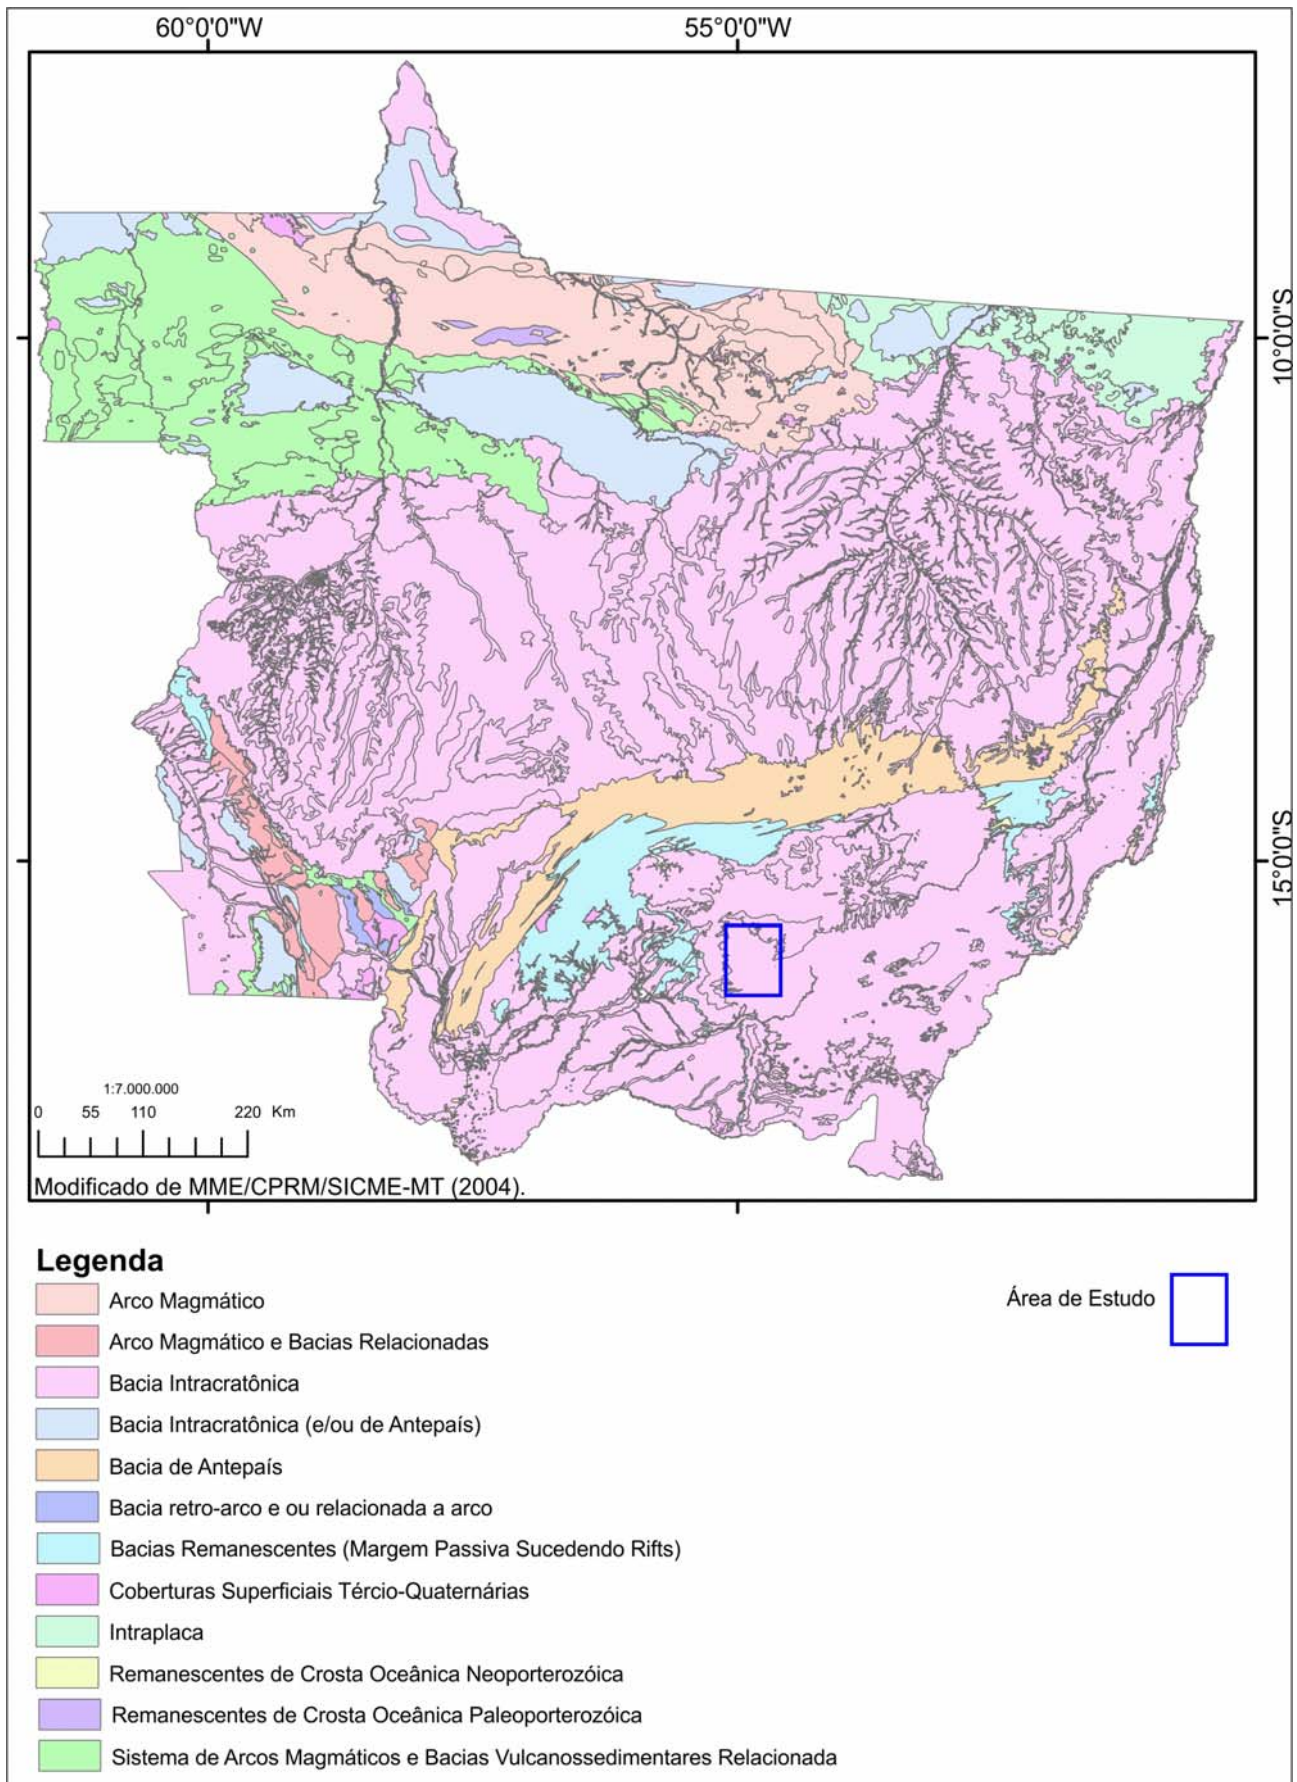 60°0'0"W 55°0'0"W
10°0'0"S
15°0'0"S
1:7.000.000
0 55 110 220 Km
Modificado de MME/CPRM/SICME-MT (2004).
Legenda
Arco Magmático
Arco Magmático e Bacias Relacionadas
Bacia Intracratônica
Bacia Intracratônica (e/ou de Antepaís)
Bacia de Antepaís
Bacia retro-arco e ou relacionada a arco
Bacias Remanescentes (Margem Passiva Sucedendo Rifts)
Coberturas Superficiais Tércio-Quaternárias
Intraplaca
Remanescentes de Crosta Oceânica Neoporterozóica
Remanescentes de Crosta Oceânica Paleoporterozóica
Sistema de Arcos Magmáticos e Bacias Vulcanossedimentares Relacionada
Área de Estudo